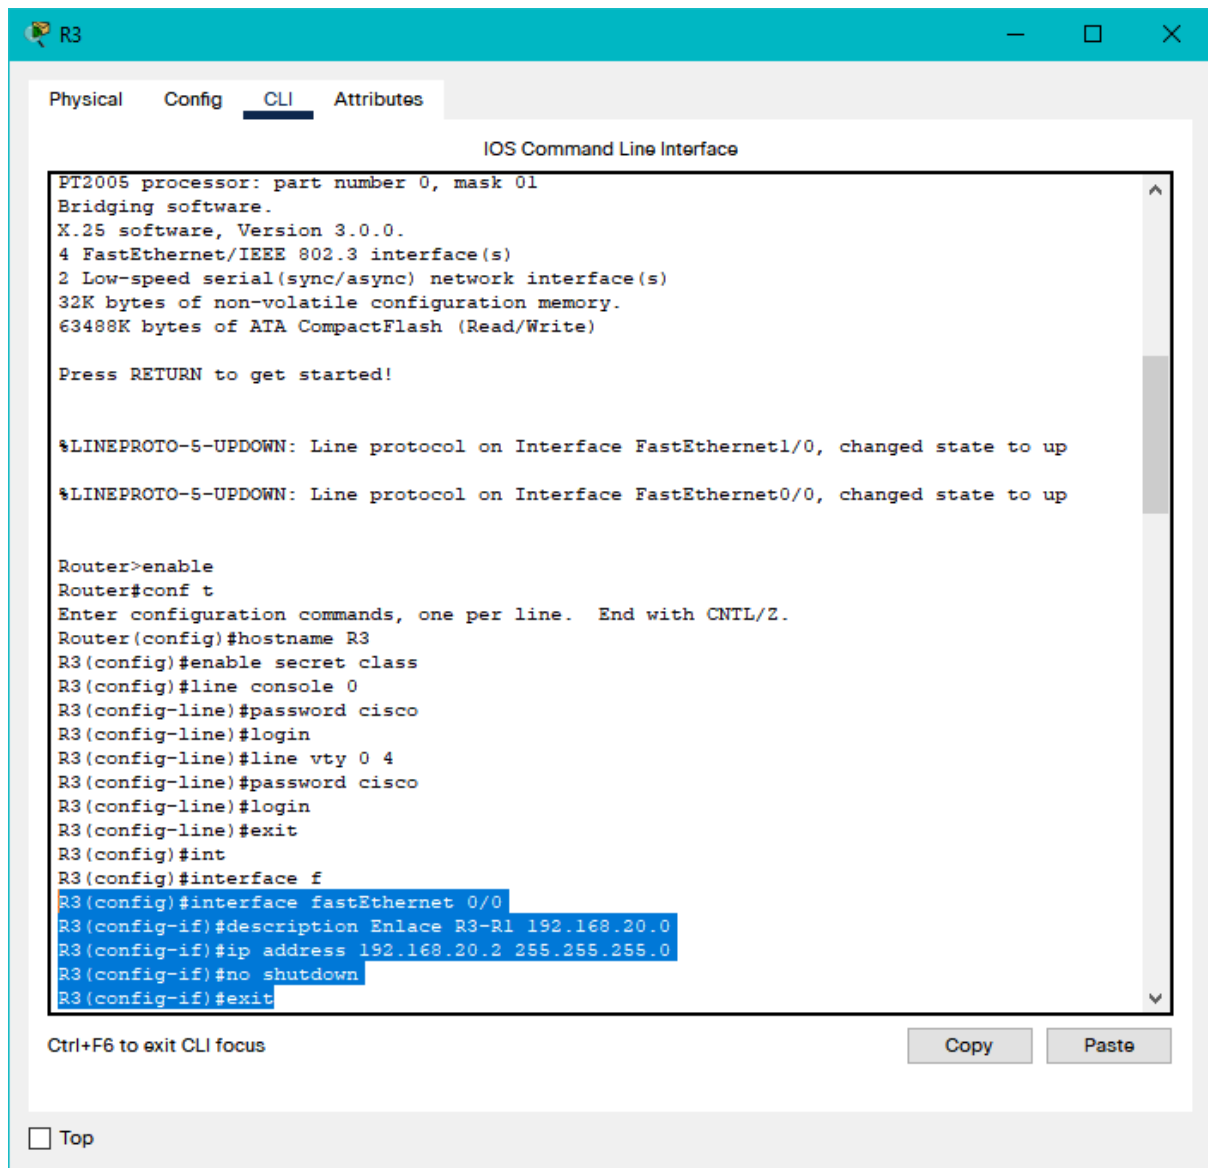 R3
Physical Config CLI Attributes
IOS Command Line Interface
PT2005 processor: part number 0, mask 01
Bridging software.
X.25 software, Version 3.0.0.
4 FastEthernet/IEEE 802.3 interface(s)
2 Low-speed serial(sync/async) network interface(s)
32K bytes of non-volatile configuration memory.
63488K bytes of ATA CompactFlash (Read/Write)
Press RETURN to get started!
%LINEPROTO-5-UPDOWN: Line protocol on Interface FastEthernet1/0, changed state to up
%LINEPROTO-5-UPDOWN: Line protocol on Interface FastEthernet0/0, changed state to up
Router>enable
Router#conf t
Enter configuration commands, one per line.  End with CNTL/Z.
Router(config)#hostname R3
R3(config)#enable secret class
R3(config)#line console 0
R3(config-line)#password cisco
R3(config-line)#login
R3(config-line)#line vty 0 4
R3(config-line)#password cisco
R3(config-line)#login
R3(config-line)#exit
R3(config)#int
R3(config)#interface f
R3(config)#interface fastEthernet 0/0
R3(config-if)#description Enlace R3-R1 192.168.20.0
R3(config-if)#ip address 192.168.20.2 255.255.255.0
R3(config-if)#no shutdown
R3(config-if)#exit
Ctrl+F6 to exit CLI focus
Copy Paste
Top